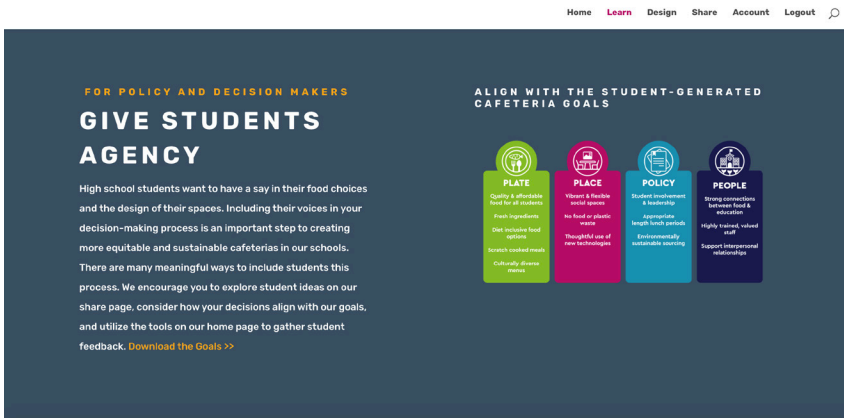 Home Learn Design Share Account Logout
FOR POLICY AND DECISION MAKERS
GIVE STUDENTS
AGENCY
High school students want to have a say in their food choices
and the design of their spaces. Including their voices in your
decision-making process is an important step to creating
more equitable and sustainable cafeterias in our schools.
There are many meaningful ways to include students this
process. We encourage you to explore student ideas on our
share page, consider how your decisions align with our goals,
and utilize the tools on our home page to gather student
feedback. Download the Goals >>
ALIGN WITH THE STUDENT-GENERATED
CAFETERIA GOALS
PLATE
Quality & affordable
food for all students
Fresh ingredients
Diet inclusive food
options
Scratch cooked meals
Culturally diverse
menus
PLACE
Vibrant & flexible
social spaces
No food or plastic
waste
Thoughtful use of
new technologies
POLICY
Student involvement
& leadership
Appropriate
length lunch periods
Environmentally
sustainable sourcing
PEOPLE
Strong connections
between food &
education
Highly trained, valued
staff
Support interpersonal
relationships